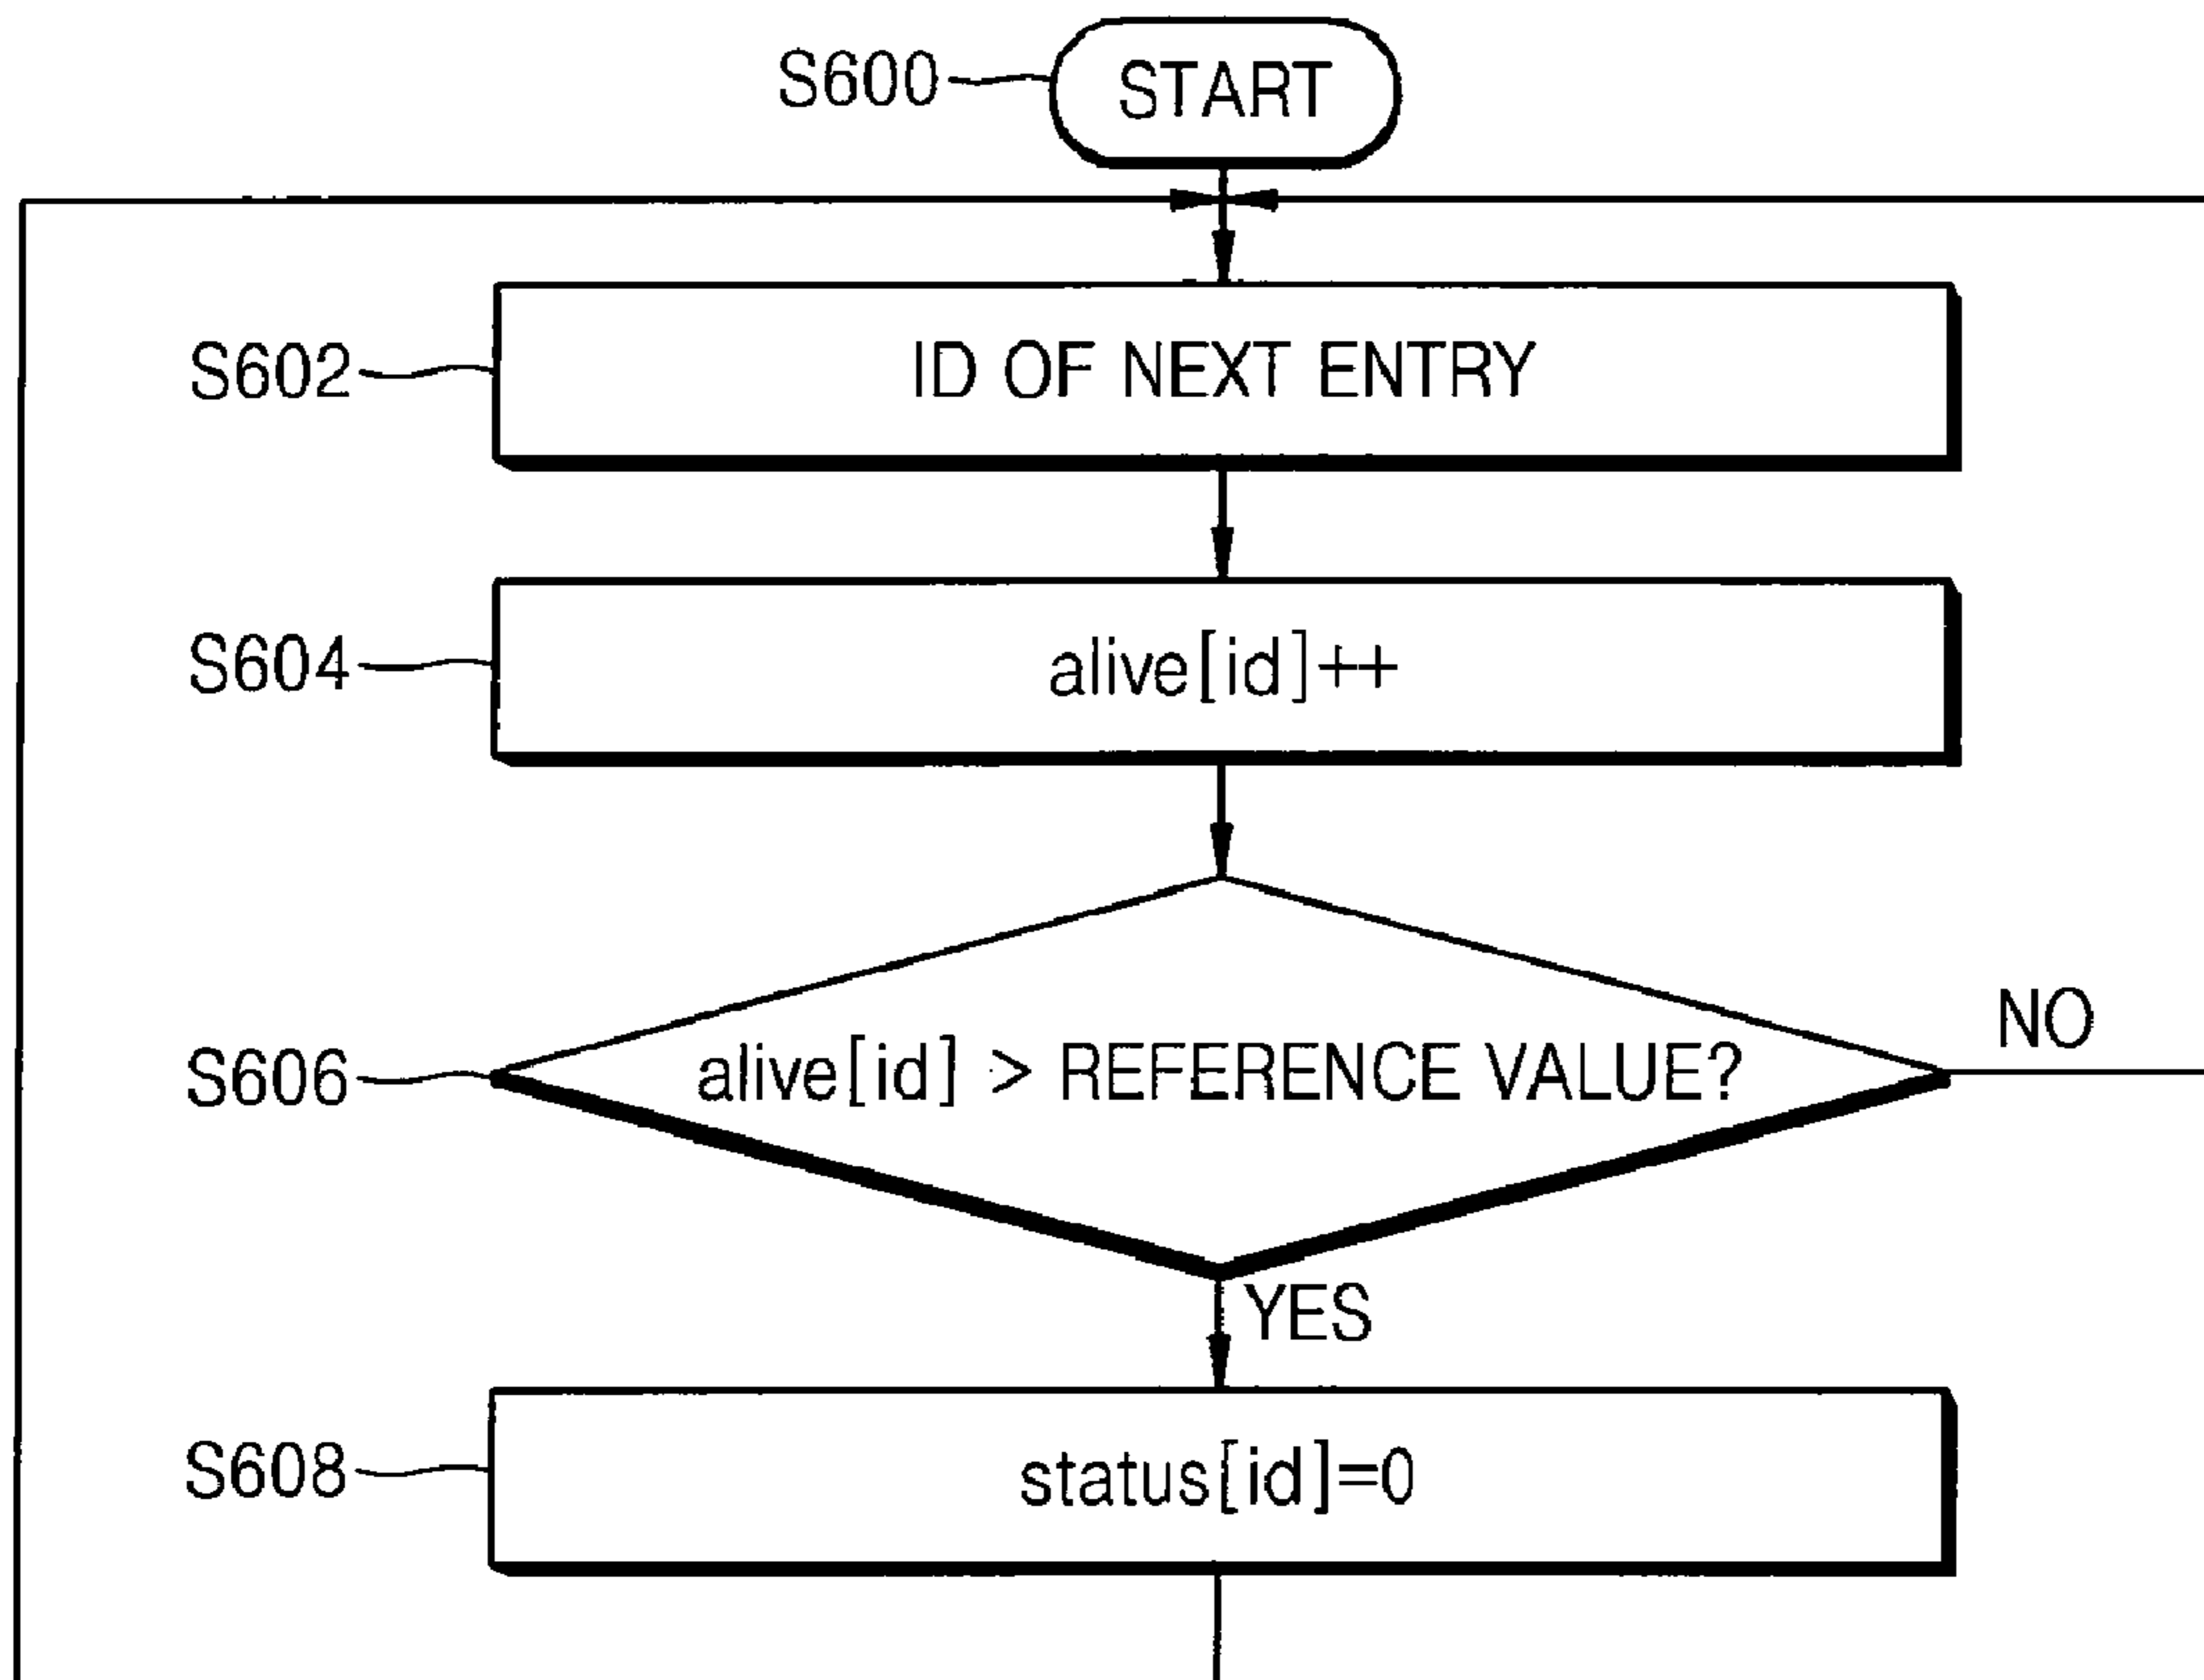 S600 START
S602 ID OF NEXT ENTRY
S604 alive[id]++
NO
S606 alive[id] > REFERENCE VALUE?
YES
S608 status[id]=0